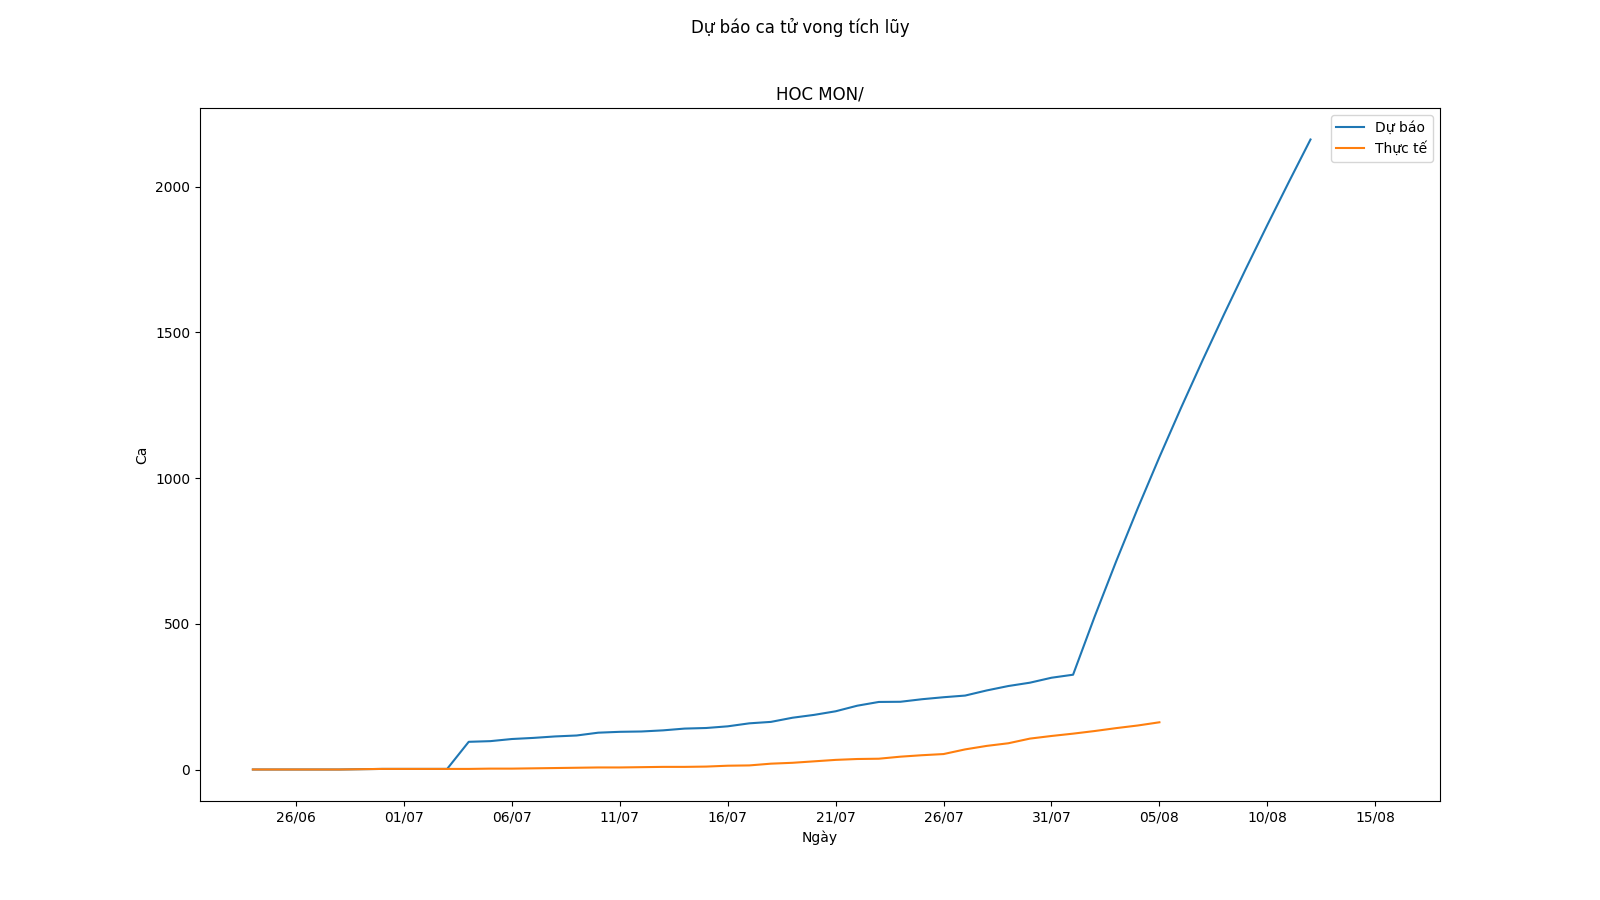 Dự báo ca tử vong tích lũy
HOC MON/
Dự báo
Thực tế
2000
1500
1000
500
0
Ca
26/06 01/07 06/07 11/07 16/07 21/07 26/07 31/07 05/08 10/08 15/08
Ngày